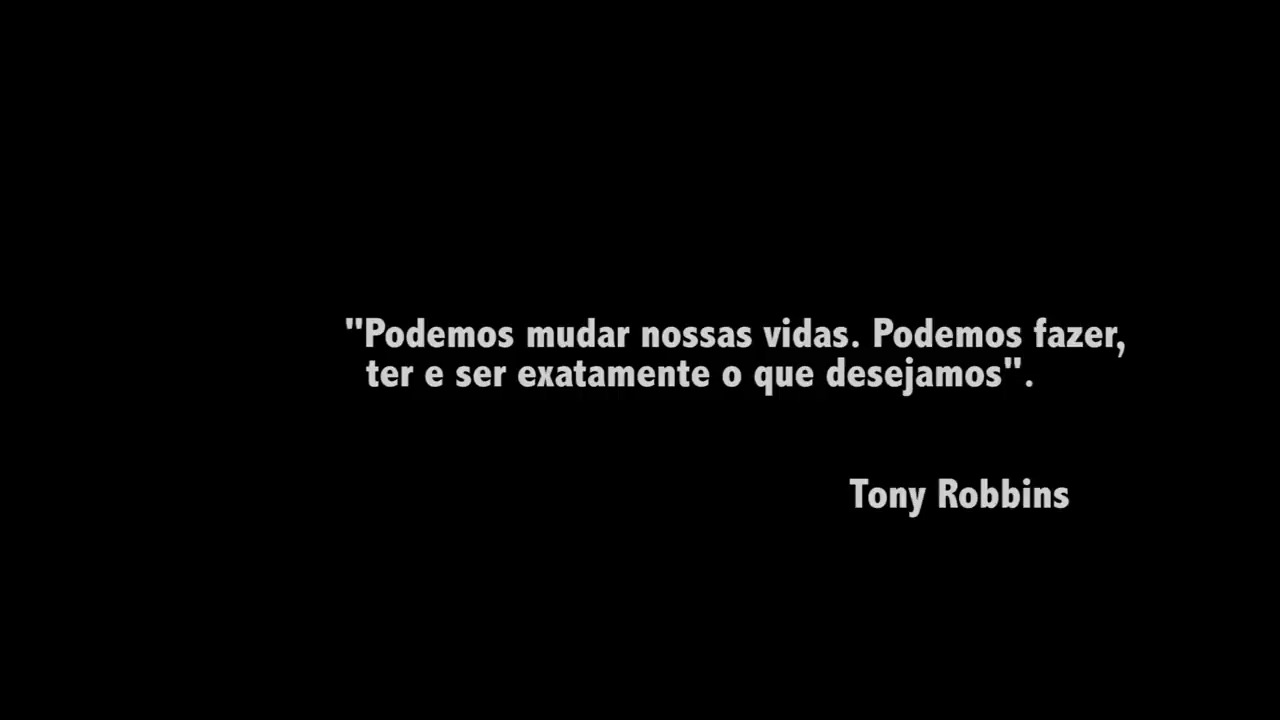 "Podemos mudar nossas vidas. Podemos fazer,
ter e ser exatamente o que desejamos".
Tony Robbins